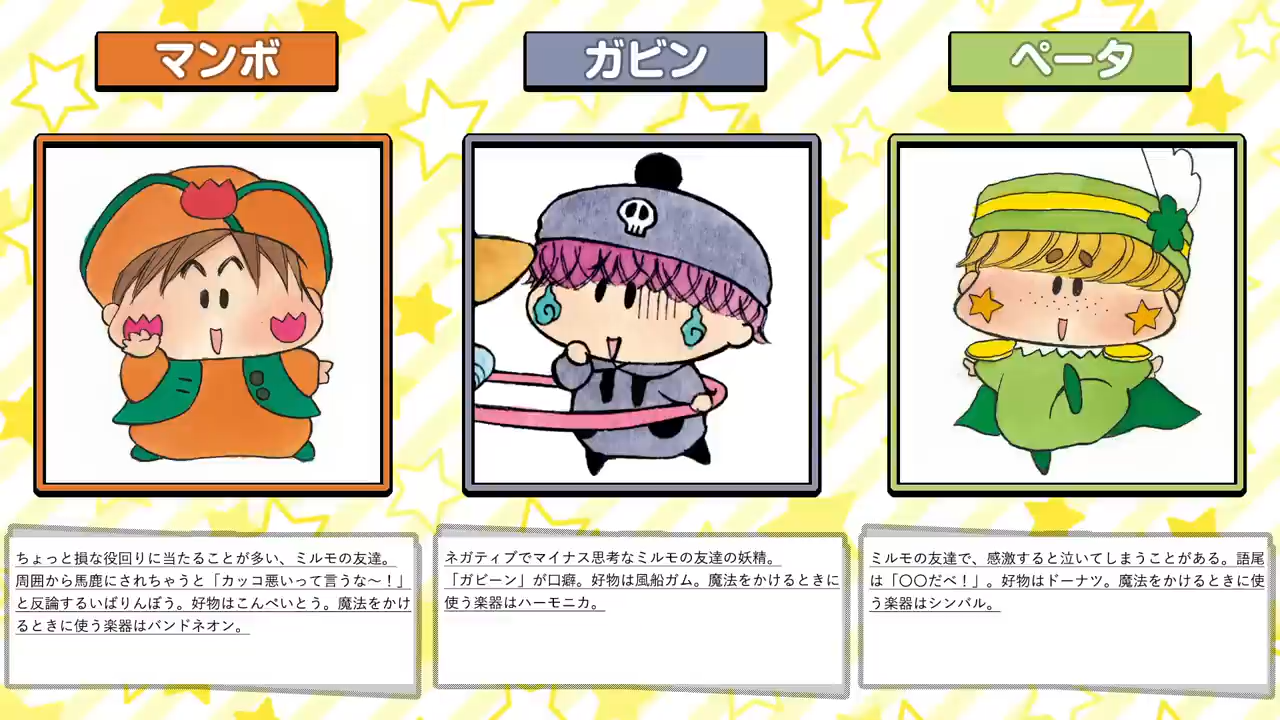 マンボ
ガビン
ペータ
ちょっと損な役回りに当たることが多い、ミルモの友達。
周囲から馬鹿にされちゃうと「カッコ悪いって言うな〜！」
と反論するいばりんぼう。好物はこんぺいとう。魔法をかけ
るときに使う楽器はバンドネオン。
ネガティブでマイナス思考なミルモの友達の妖精。
「ガビーン」が口癖。好物は風船ガム。魔法をかけるときに
使う楽器はハーモニカ。
ミルモの友達で、感激すると泣いてしまうことがある。語尾
は「〇〇だべ！」。好物はドーナツ。魔法をかけるときに使
う楽器はシンバル。